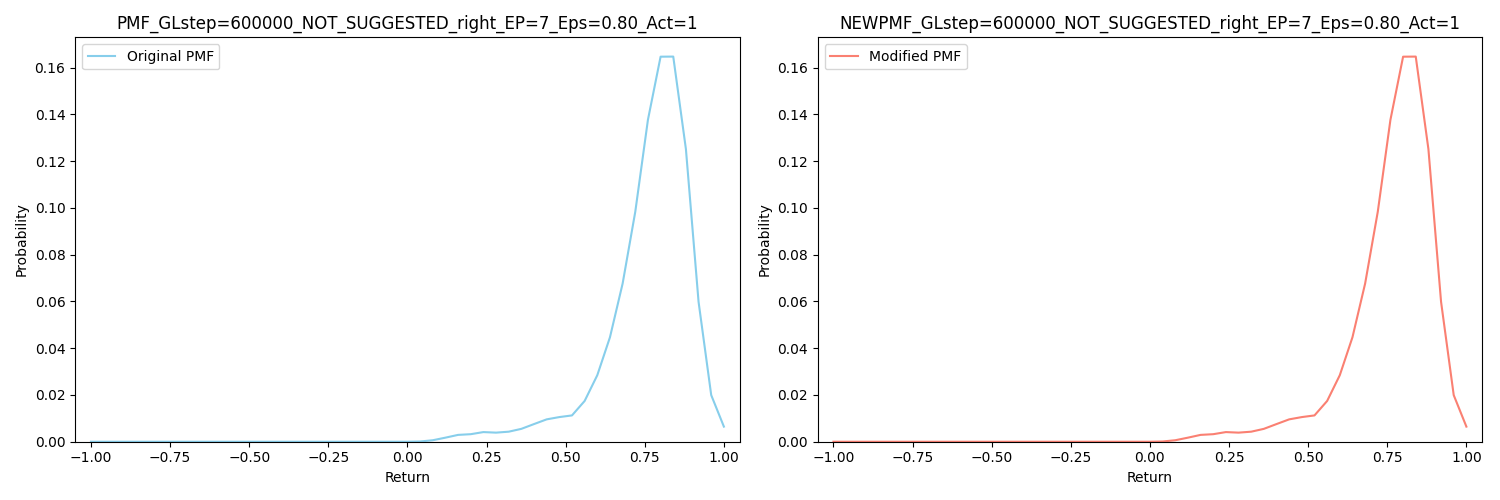 PMF_GLstep=600000_NOT_SUGGESTED_right_EP=7_Eps=0.80_Act=1
Original PMF
0.16
0.14
0.12
0.10
0.08
0.06
0.04
0.02
0.00
Probability
−1.00 −0.75 −0.50 −0.25 0.00 0.25 0.50 0.75 1.00
Return
NEWPMF_GLstep=600000_NOT_SUGGESTED_right_EP=7_Eps=0.80_Act=1
Modified PMF
0.16
0.14
0.12
0.10
0.08
0.06
0.04
0.02
0.00
Probability
−1.00 −0.75 −0.50 −0.25 0.00 0.25 0.50 0.75 1.00
Return